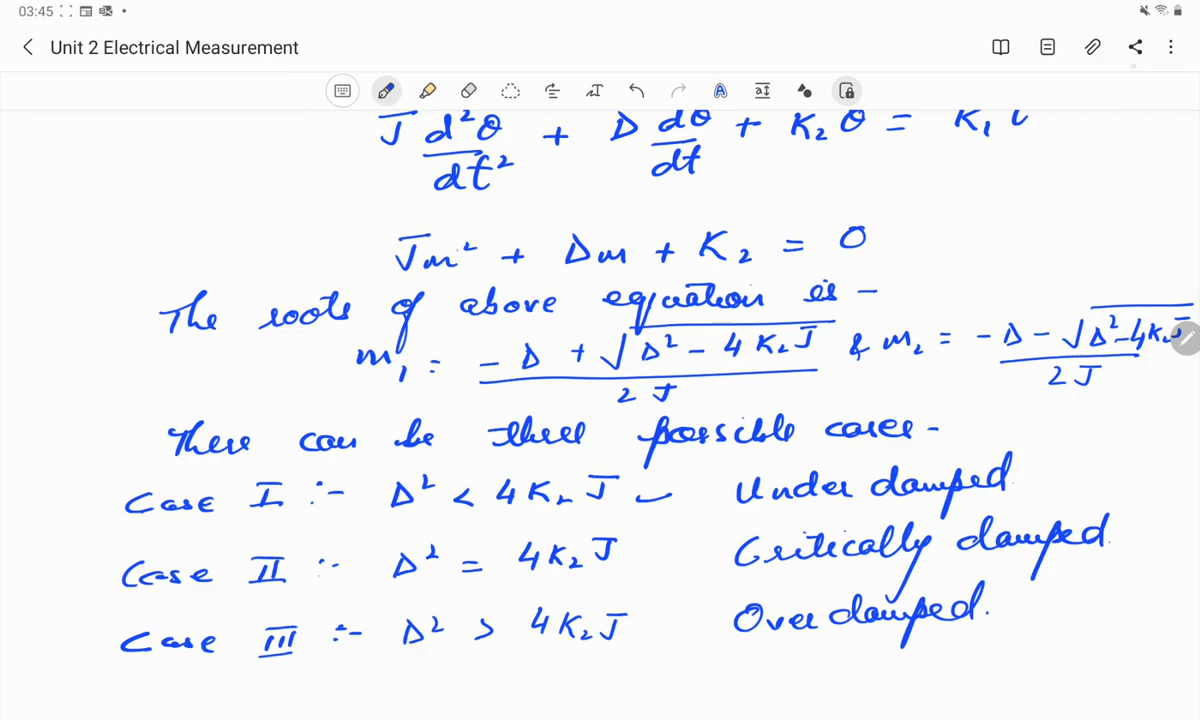 03:45
Unit 2 Electrical Measurement
J d²θ/dt² + D dθ/dt + K₂ θ = K₁ i
Jm² + Dm + K₂ = 0
The roots of above equation is –
m₁ = (-D + √(D² - 4K₂J))/2J & m₂ = (-D - √(D² - 4K₂J))/2J
There can be three possible cases -
Case I :- D² < 4K₂J Under damped
Case II :- D² = 4K₂J Critically damped.
Case III :- D² > 4K₂J Over damped.